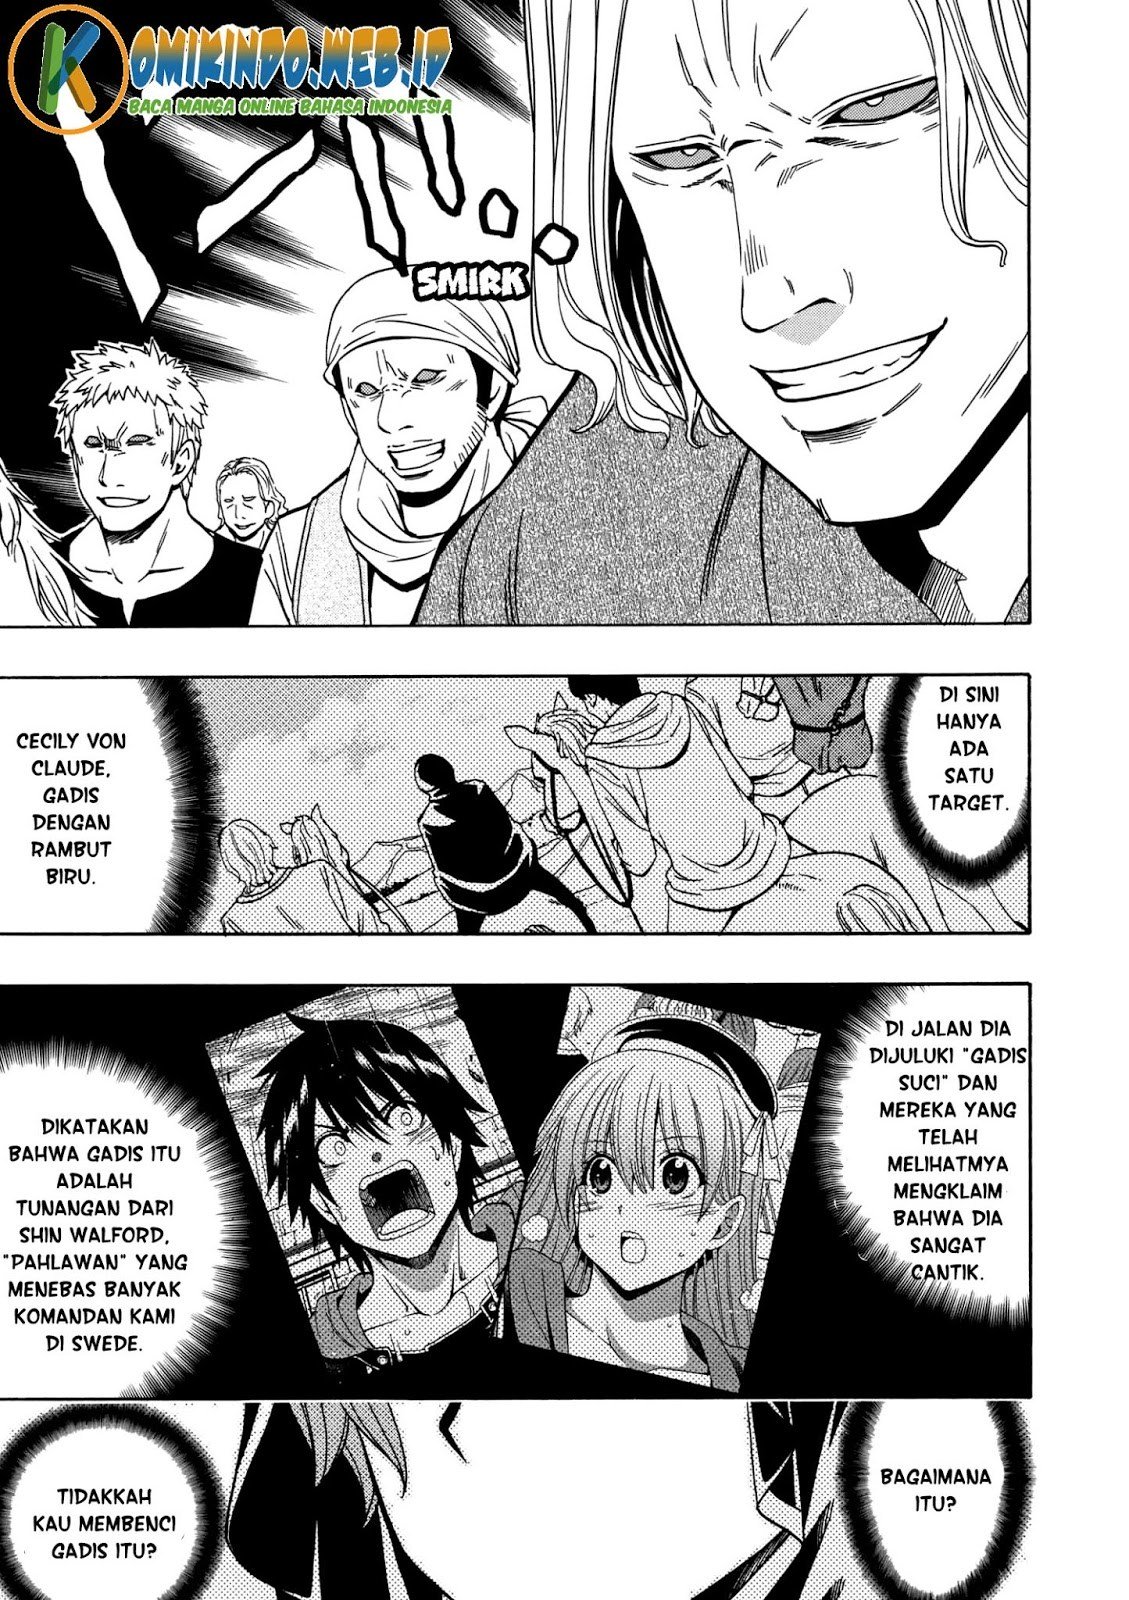 KOMIKINDO.WEB.ID
BACA MANGA ONLINE BAHASA INDONESIA
SMIRK
DI SINI
HANYA
ADA
SATU
TARGET.
CECILY VON
CLAUDE,
GADIS
DENGAN
RAMBUT
BIRU.
DI JALAN DIA
DIJULUKI "GADIS
SUCI" DAN
MEREKA YANG
TELAH
MELIHATMYA
MENGKLAIM
BAHWA DIA
SANGAT
CANTIK.
DIKATAKAN
BAHWA GADIS ITU
ADALAH
TUNANGAN DARI
SHIN WALFORD,
"PAHLAWAN" YANG
MENEBAS BANYAK
KOMANDAN KAMI
DI SWEDE.
BAGAIMANA
ITU?
TIDAKKAH
KAU MEMBENCI
GADIS ITU?